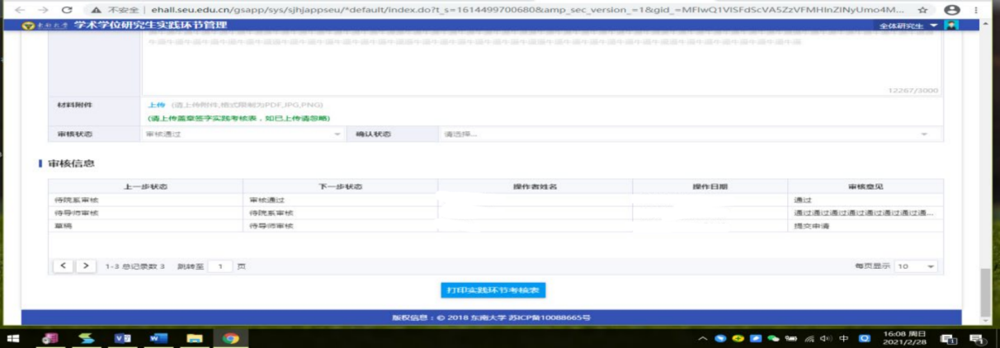 不安全 ehall.seu.edu.cn/gsapp/sys/sjhjappseu/*default/index.do?t_s=1614499700680&amp_sec_version_=1&gid_=MFIwQ1VISFdScVA5ZzVFMHlnZlNyUmo4M...
东南大学 学术学位研究生实践环节管理 全体研究生
12267/3000
材料附件 上传 (请上传附件,格式限制为PDF,JPG,PNG)
(请上传盖章签字实践考核表，如已上传请忽略)
审核状态 审核通过 确认状态 请选择...
审核信息
上一步状态 下一步状态 操作者姓名 操作日期 审核意见
待院系审核 审核通过 通过
待导师审核 待院系审核 通过通过通过通过通过通过通过通...
草稿 待导师审核 提交申请
1-3 总记录数 3 跳转至 1 页 每页显示 10
打印实践环节考核表
版权信息：© 2018 东南大学 苏ICP备10088665号
中 16:08 周日
2021/2/28